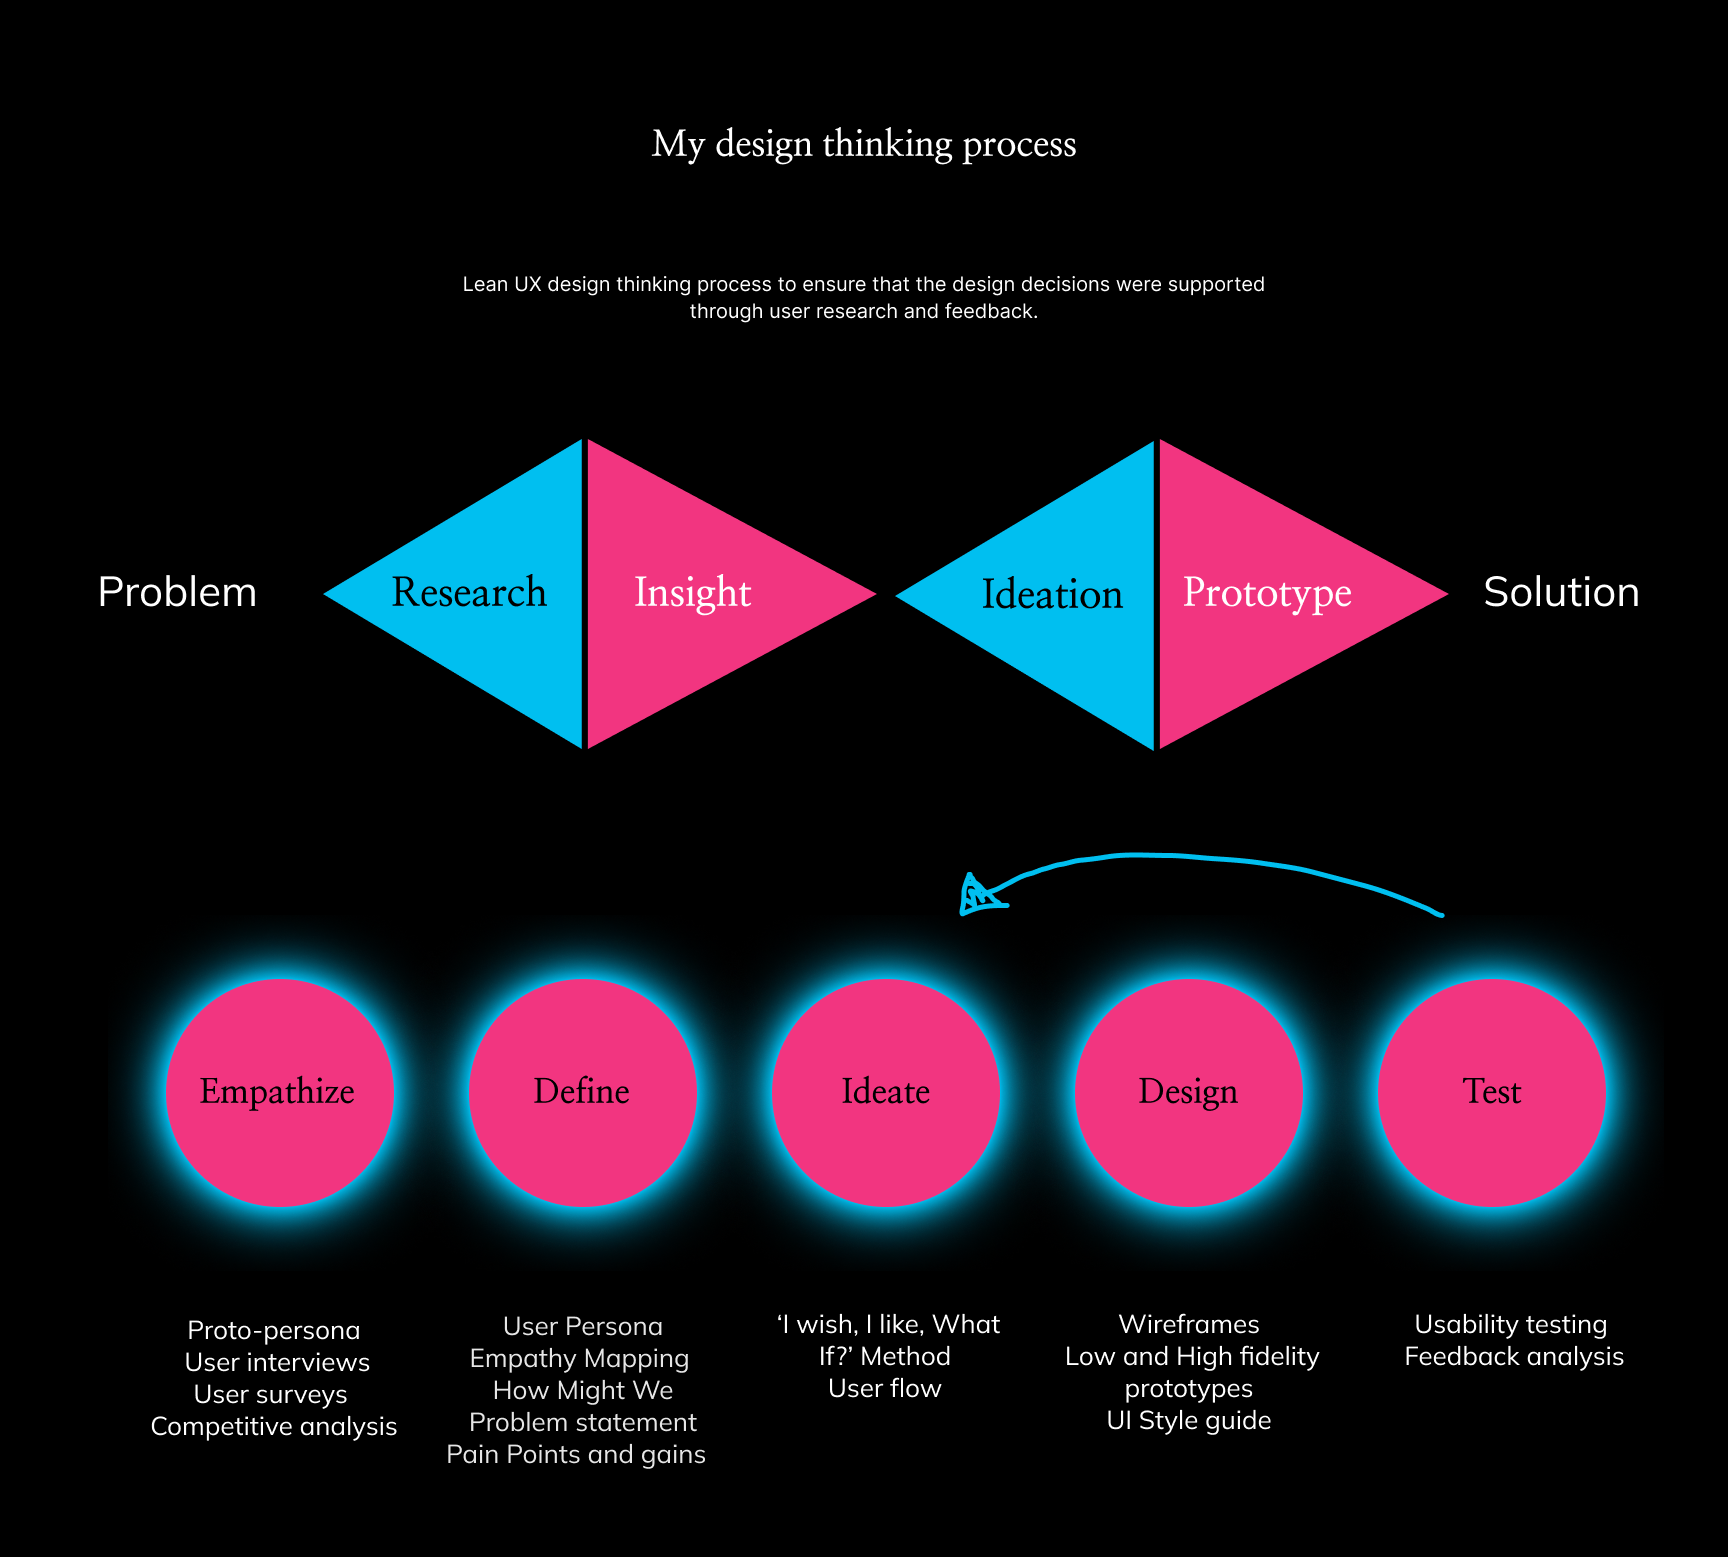 My design thinking process
Lean UX design thinking process to ensure that the design decisions were supported
through user research and feedback.
Problem
Research
Insight
Ideation
Prototype
Solution
Empathize
Define
Ideate
Design
Test
Proto-persona
User interviews
User surveys
Competitive analysis
User Persona
Empathy Mapping
How Might We
Problem statement
Pain Points and gains
‘I wish, I like, What
If?’ Method
User flow
Wireframes
Low and High fidelity
prototypes
UI Style guide
Usability testing
Feedback analysis